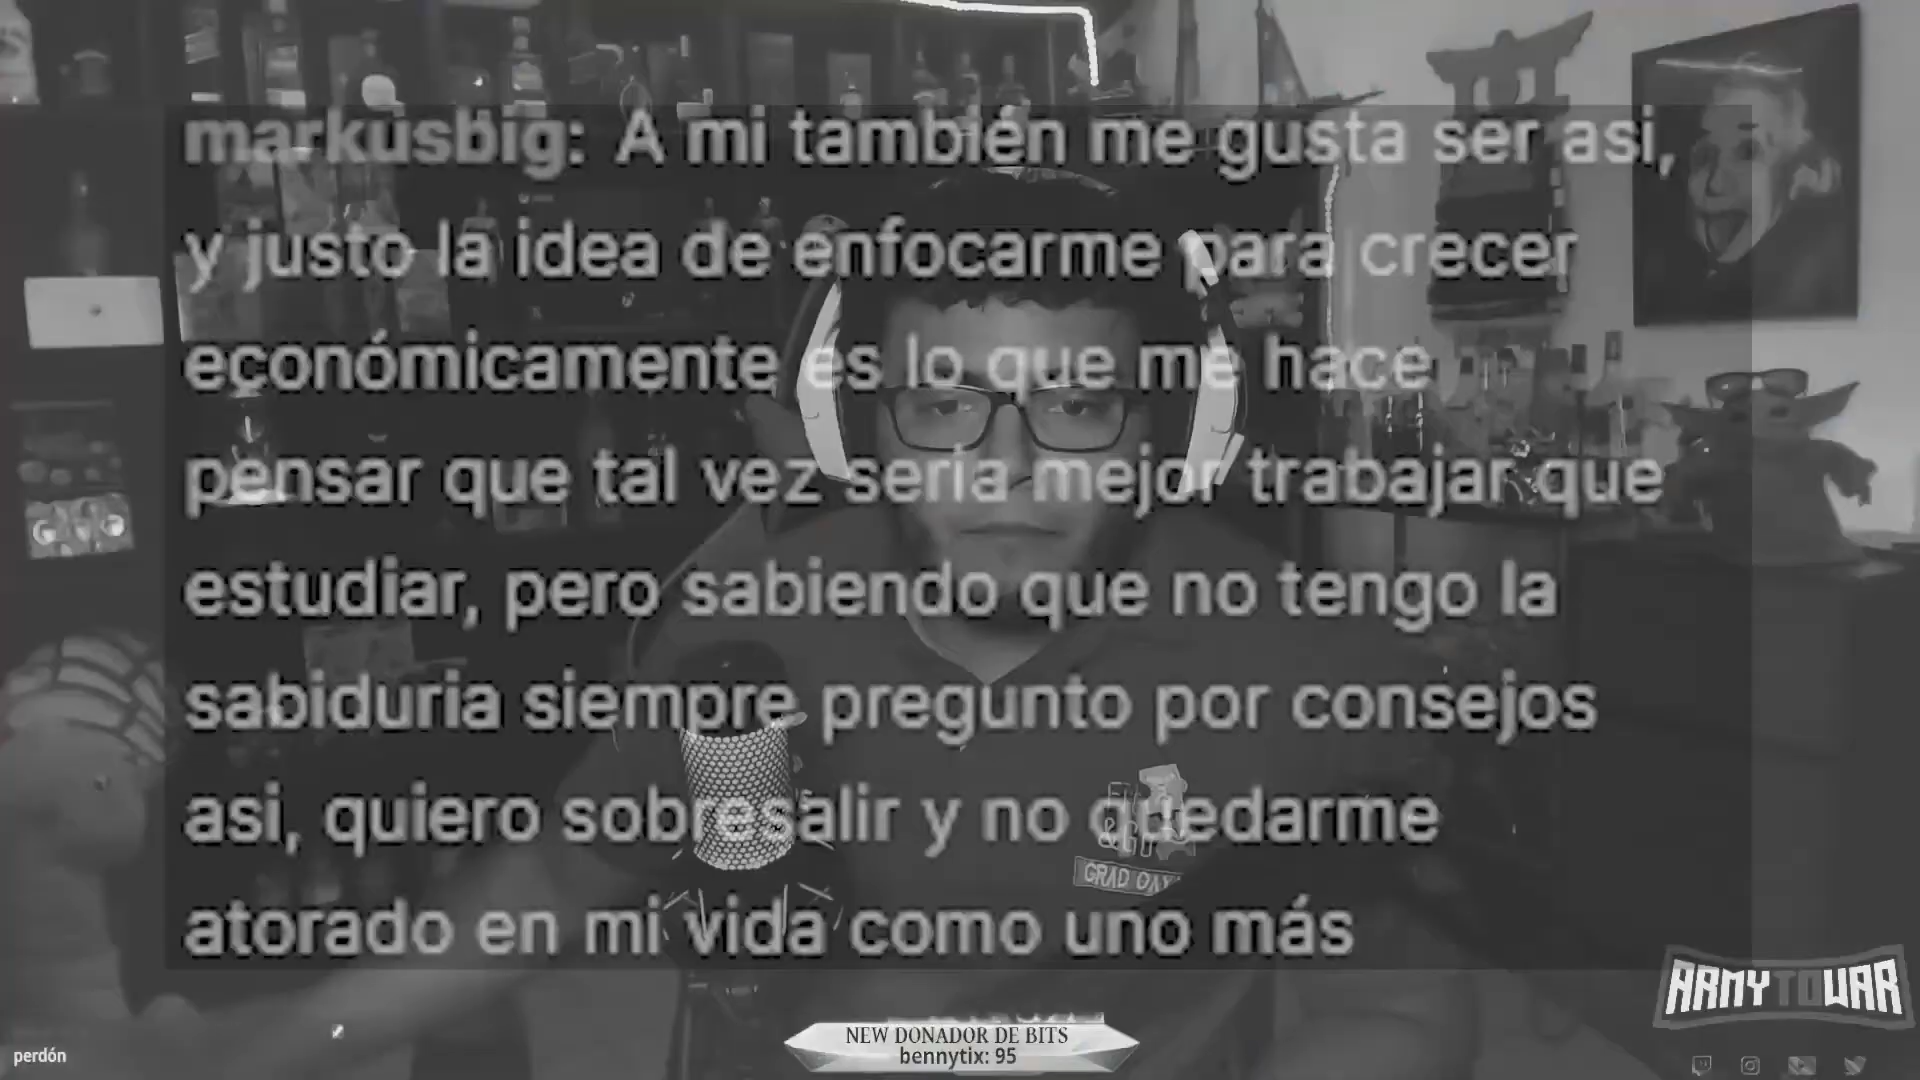 markusbig: A mi también me gusta ser asi,
y justo la idea de enfocarme para crecer
económicamente es lo que me hace
pensar que tal vez seria mejor trabajar que
estudiar, pero sabiendo que no tengo la
sabiduria siempre pregunto por consejos
asi, quiero sobresalir y no quedarme
atorado en mi vida como uno más
GRAD
ARMYTOWAR
NEW DONADOR DE BITS
bennytix: 95
perdón